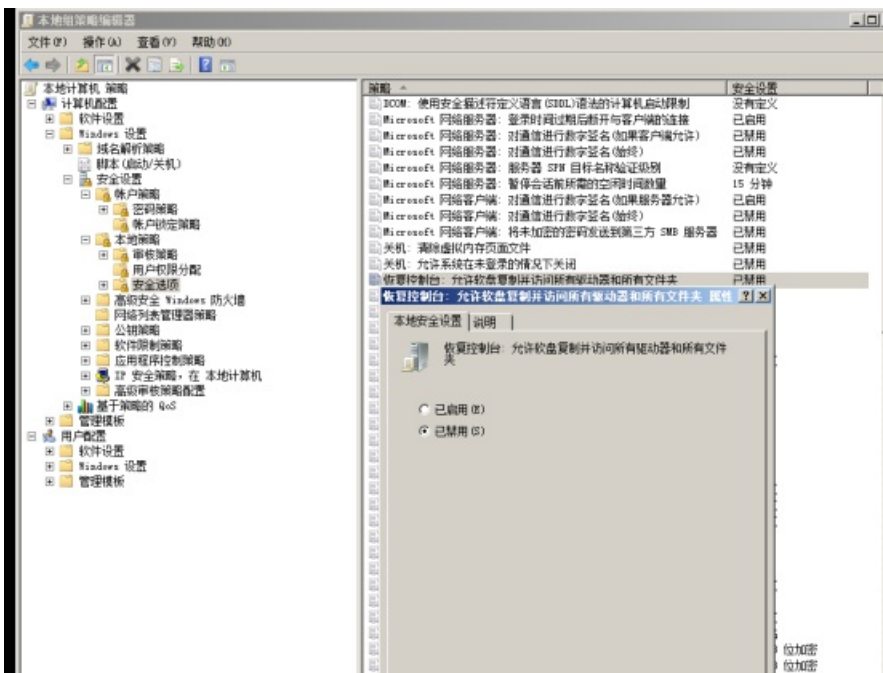 本地组策略编辑器
文件(F) 操作(A) 查看(V) 帮助(H)
本地计算机 策略
计算机配置
软件设置
Windows 设置
域名解析策略
脚本(启动/关机)
安全设置
帐户策略
密码策略
帐户锁定策略
本地策略
审核策略
用户权限分配
安全选项
高级安全 Windows 防火墙
网络列表管理器策略
公钥策略
软件限制策略
应用程序控制策略
IP 安全策略，在 本地计算机
高级审核策略配置
基于策略的 QoS
管理模板
用户配置
软件设置
Windows 设置
管理模板
策略 安全设置
DCOM: 使用安全描述符定义语言(SDDL)语法的计算机启动限制 没有定义
Microsoft 网络服务器: 登录时间过期后断开与客户端的连接 已启用
Microsoft 网络服务器: 对通信进行数字签名(如果客户端允许) 已禁用
Microsoft 网络服务器: 对通信进行数字签名(始终) 已禁用
Microsoft 网络服务器: 服务器 SPN 目标名称验证级别 没有定义
Microsoft 网络服务器: 暂停会话前所需的空闲时间数量 15 分钟
Microsoft 网络客户端: 对通信进行数字签名(如果服务器允许) 已启用
Microsoft 网络客户端: 对通信进行数字签名(始终) 已禁用
Microsoft 网络客户端: 将未加密的密码发送到第三方 SMB 服务器 已禁用
关机: 清除虚拟内存页面文件 已禁用
关机: 允许系统在未登录的情况下关闭 已禁用
恢复控制台: 允许软盘复制并访问所有驱动器和所有文件夹 已禁用
恢复控制台: 允许软盘复制并访问所有驱动器和所有文件夹 属性
本地安全设置 说明
恢复控制台: 允许软盘复制并访问所有驱动器和所有文件
夹
已启用(E)
已禁用(S)
位加密
位加密